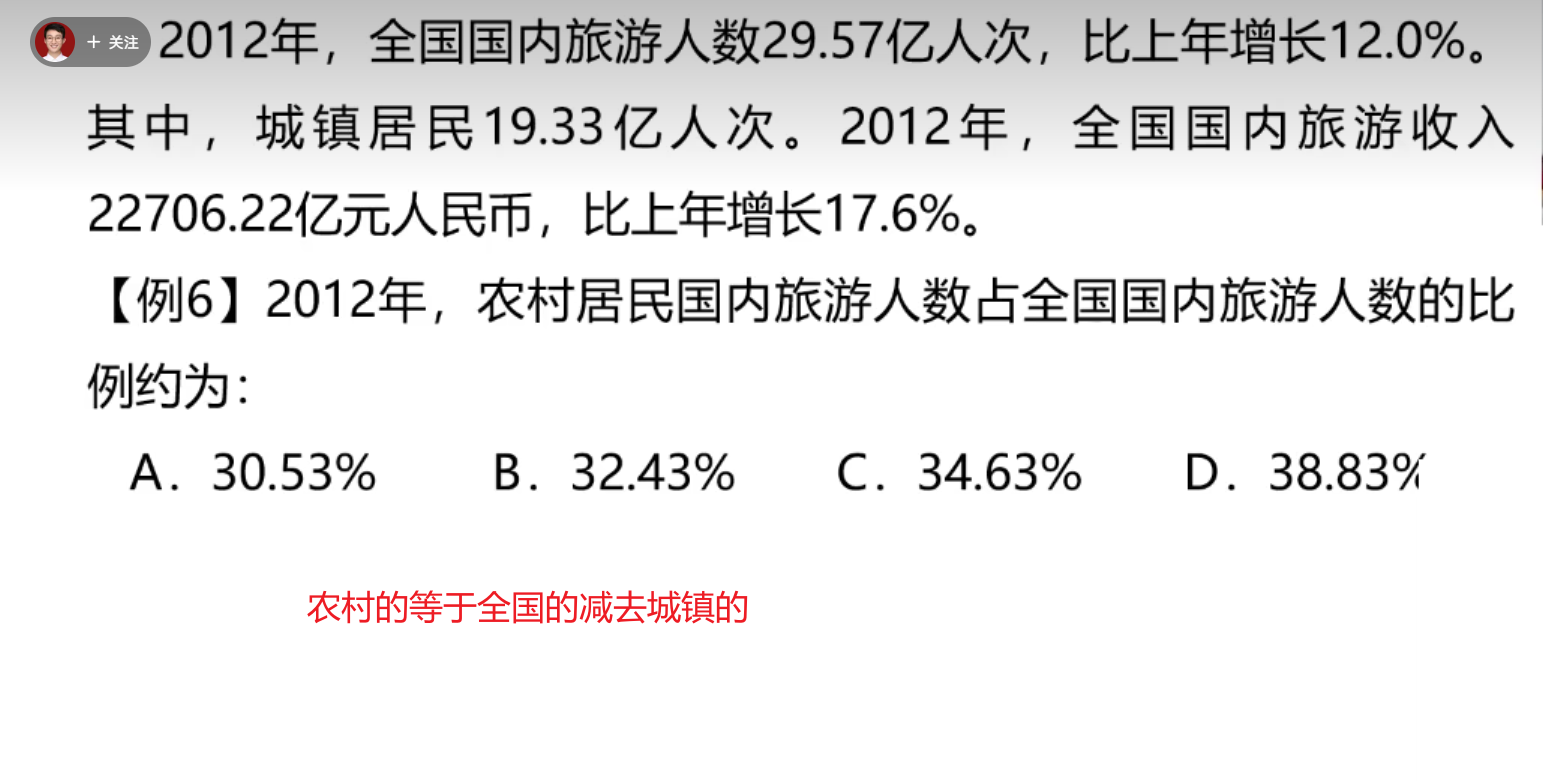 + 关注
2012年，全国国内旅游人数29.57亿人次，比上年增长12.0%。
其中，城镇居民19.33亿人次。2012年，全国国内旅游收入
22706.22亿元人民币，比上年增长17.6%。
【例6】2012年，农村居民国内旅游人数占全国国内旅游人数的比
例约为：
A．30.53% B．32.43% C．34.63% D．38.83%
农村的等于全国的减去城镇的